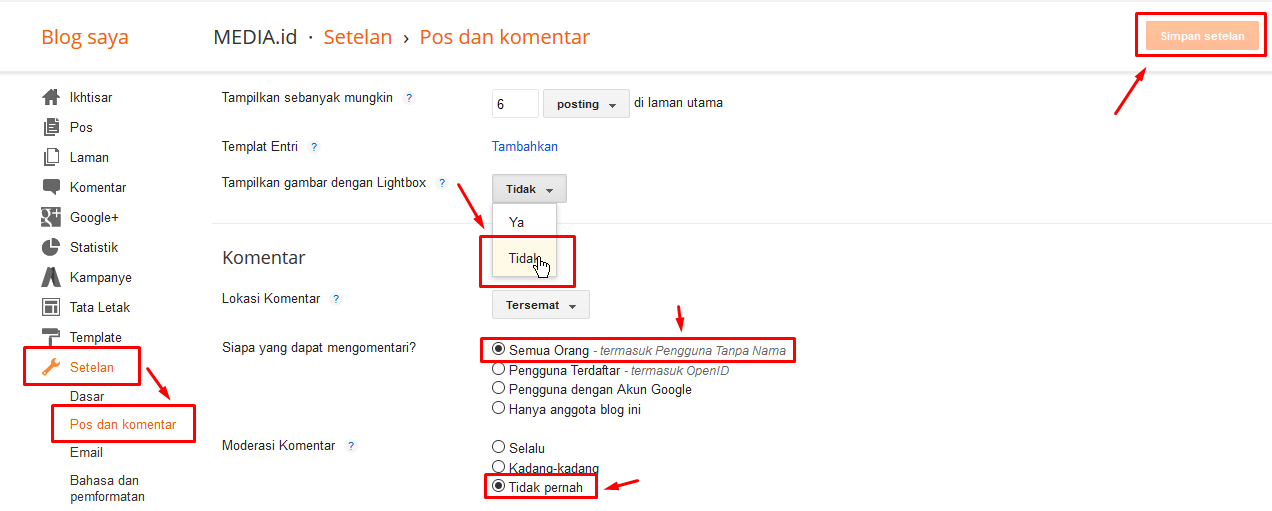 Blog saya
MEDIA.id · Setelan › Pos dan komentar
Simpan setelan
Ikhtisar
Pos
Laman
Komentar
Google+
Statistik
Kampanye
Tata Letak
Template
Setelan
Dasar
Pos dan komentar
Email
Bahasa dan
pemformatan
Tampilkan sebanyak mungkin ? 6 posting di laman utama
Templat Entri ? Tambahkan
Tampilkan gambar dengan Lightbox ? Tidak
Ya
Tidak
Komentar
Lokasi Komentar ? Tersemat
Siapa yang dapat mengomentari? Semua Orang - termasuk Pengguna Tanpa Nama
Pengguna Terdaftar - termasuk OpenID
Pengguna dengan Akun Google
Hanya anggota blog ini
Moderasi Komentar ? Selalu
Kadang-kadang
Tidak pernah